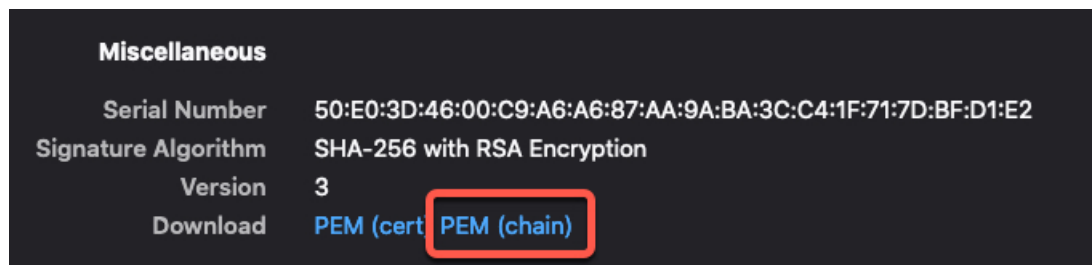 Miscellaneous
Serial Number 50:E0:3D:46:00:C9:A6:A6:87:AA:9A:BA:3C:C4:1F:71:7D:BF:D1:E2
Signature Algorithm SHA-256 with RSA Encryption
Version 3
Download PEM (cert) PEM (chain)